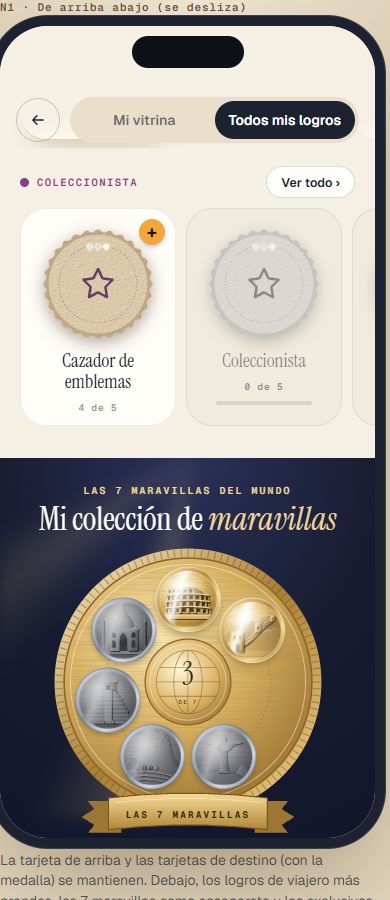 N1 · De arriba abajo (se desliza)
Mi vitrina
Todos mis logros
COLECCIONISTA
Ver todo ›
Cazador de
emblemas
4 de 5
Coleccionista
0 de 5
LAS 7 MARAVILLAS DEL MUNDO
Mi colección de maravillas
3
DE 7
LAS 7 MARAVILLAS
La tarjeta de arriba y las tarjetas de destino (con la
medalla) se mantienen. Debajo, los logros de viajero más